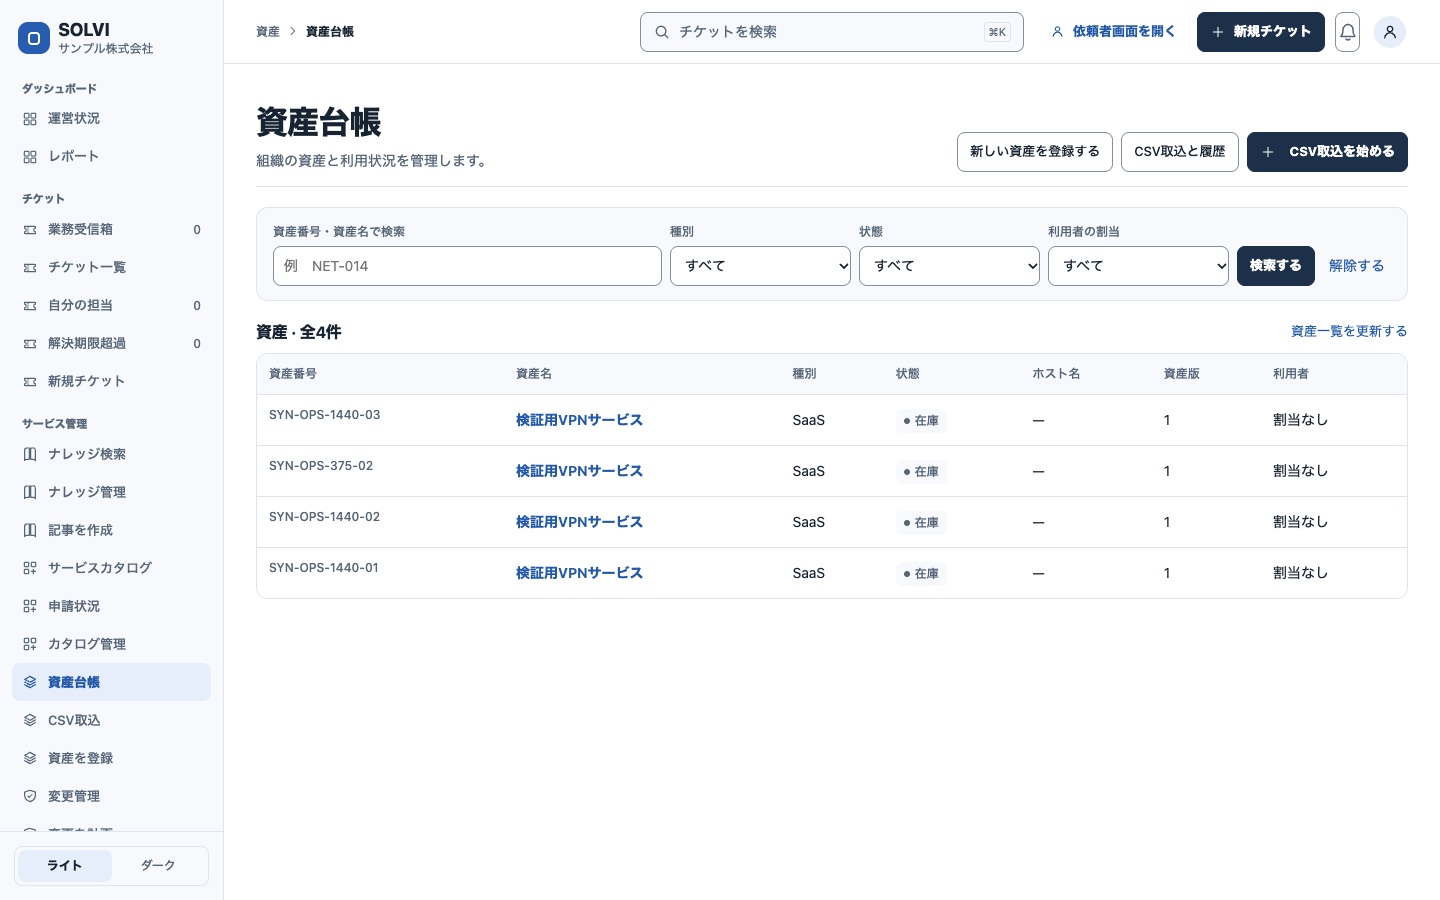 SOLVI
サンプル株式会社
ダッシュボード
運営状況
レポート
チケット
業務受信箱 0
チケット一覧
自分の担当 0
解決期限超過 0
新規チケット
サービス管理
ナレッジ検索
ナレッジ管理
記事を作成
サービスカタログ
申請状況
カタログ管理
資産台帳
CSV取込
資産を登録
変更管理
ライト ダーク
資産 > 資産台帳
チケットを検索 ⌘K
依頼者画面を開く
+ 新規チケット
資産台帳
組織の資産と利用状況を管理します。
新しい資産を登録する
CSV取込と履歴
+ CSV取込を始める
資産番号・資産名で検索 種別 状態 利用者の割当
例 NET-014 すべて すべて すべて 検索する 解除する
資産 · 全4件 資産一覧を更新する
資産番号 資産名 種別 状態 ホスト名 資産版 利用者
SYN-OPS-1440-03 検証用VPNサービス SaaS 在庫 — 1 割当なし
SYN-OPS-375-02 検証用VPNサービス SaaS 在庫 — 1 割当なし
SYN-OPS-1440-02 検証用VPNサービス SaaS 在庫 — 1 割当なし
SYN-OPS-1440-01 検証用VPNサービス SaaS 在庫 — 1 割当なし